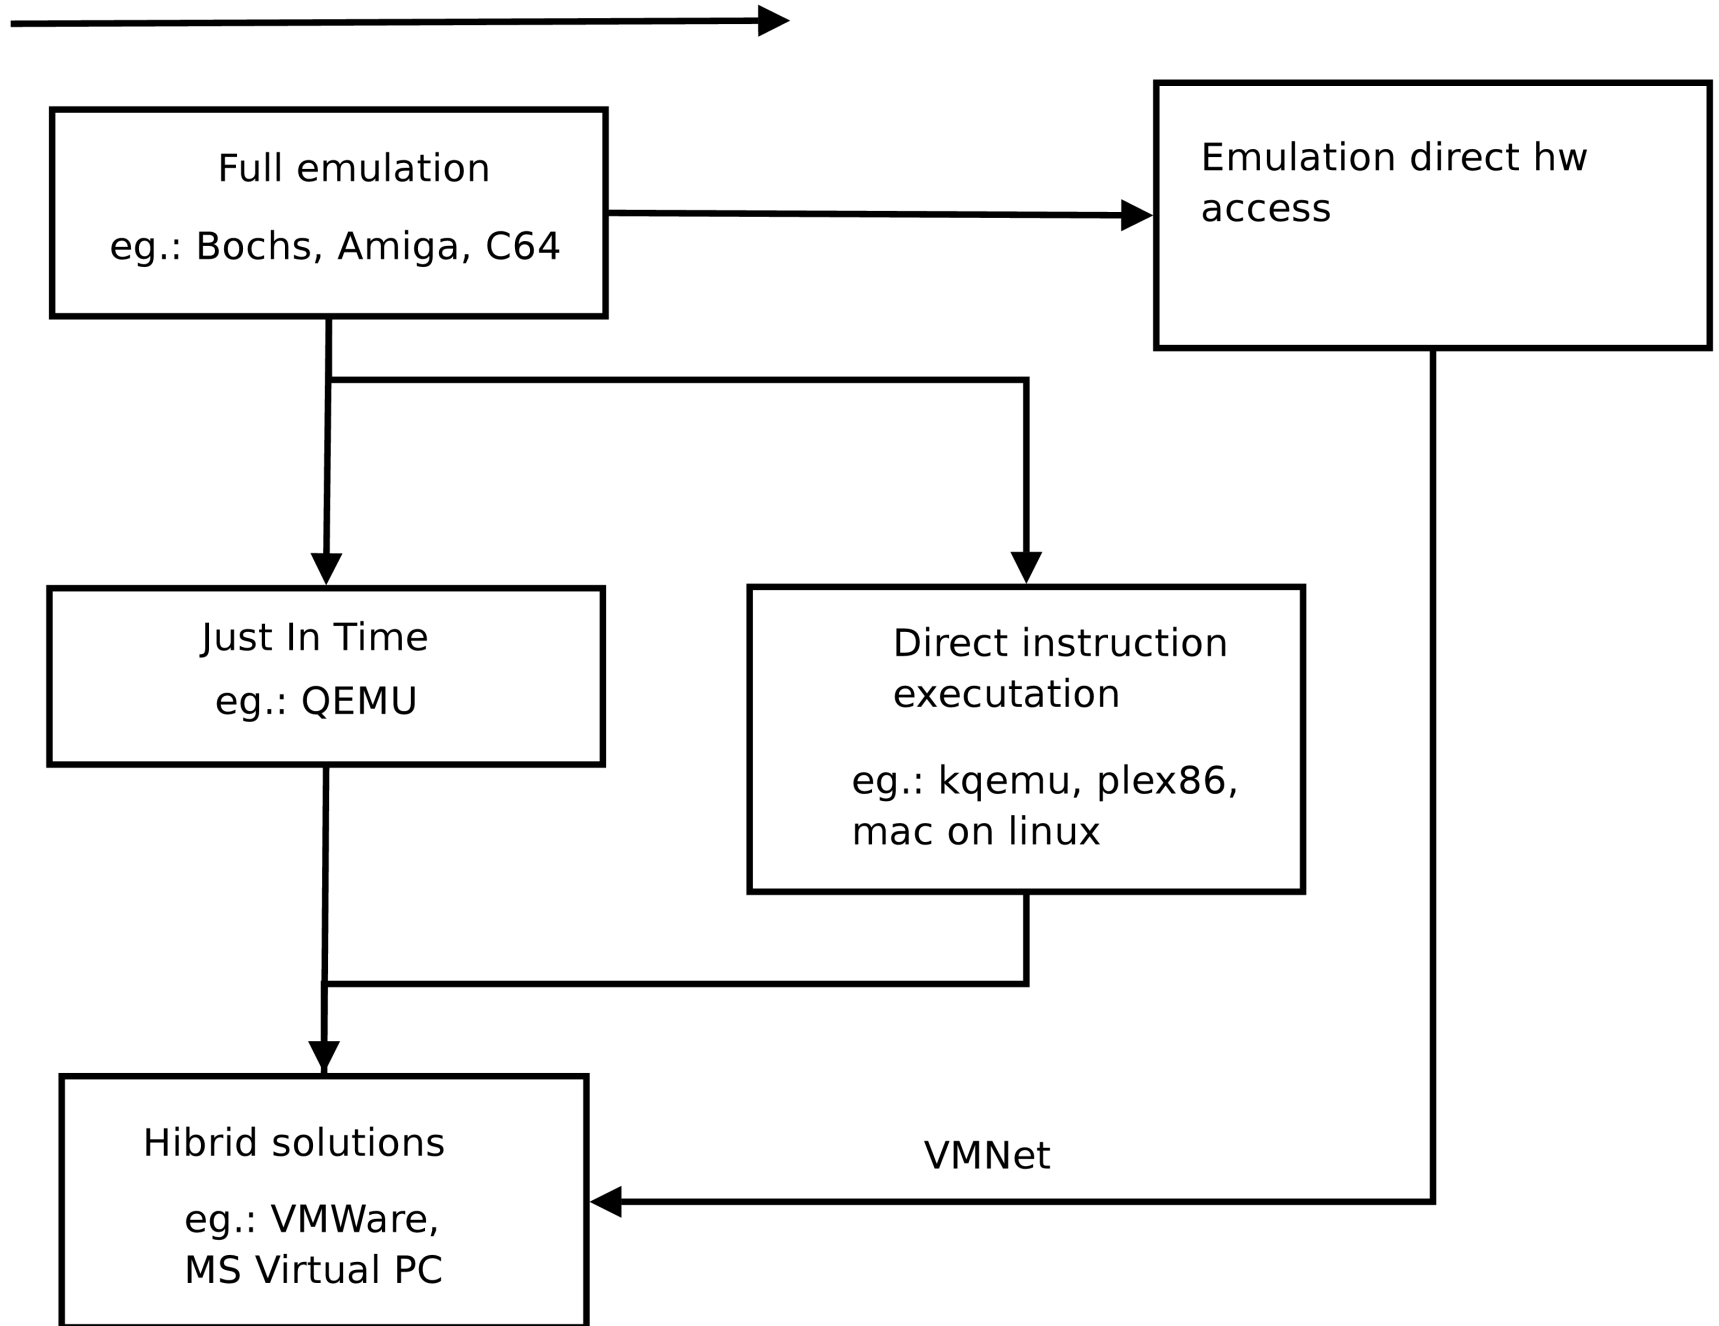 Full emulation
eg.: Bochs, Amiga, C64
Emulation direct hw
access
Just In Time
eg.: QEMU
Direct instruction
executation
eg.: kqemu, plex86,
mac on linux
Hibrid solutions
eg.: VMWare,
MS Virtual PC
VMNet